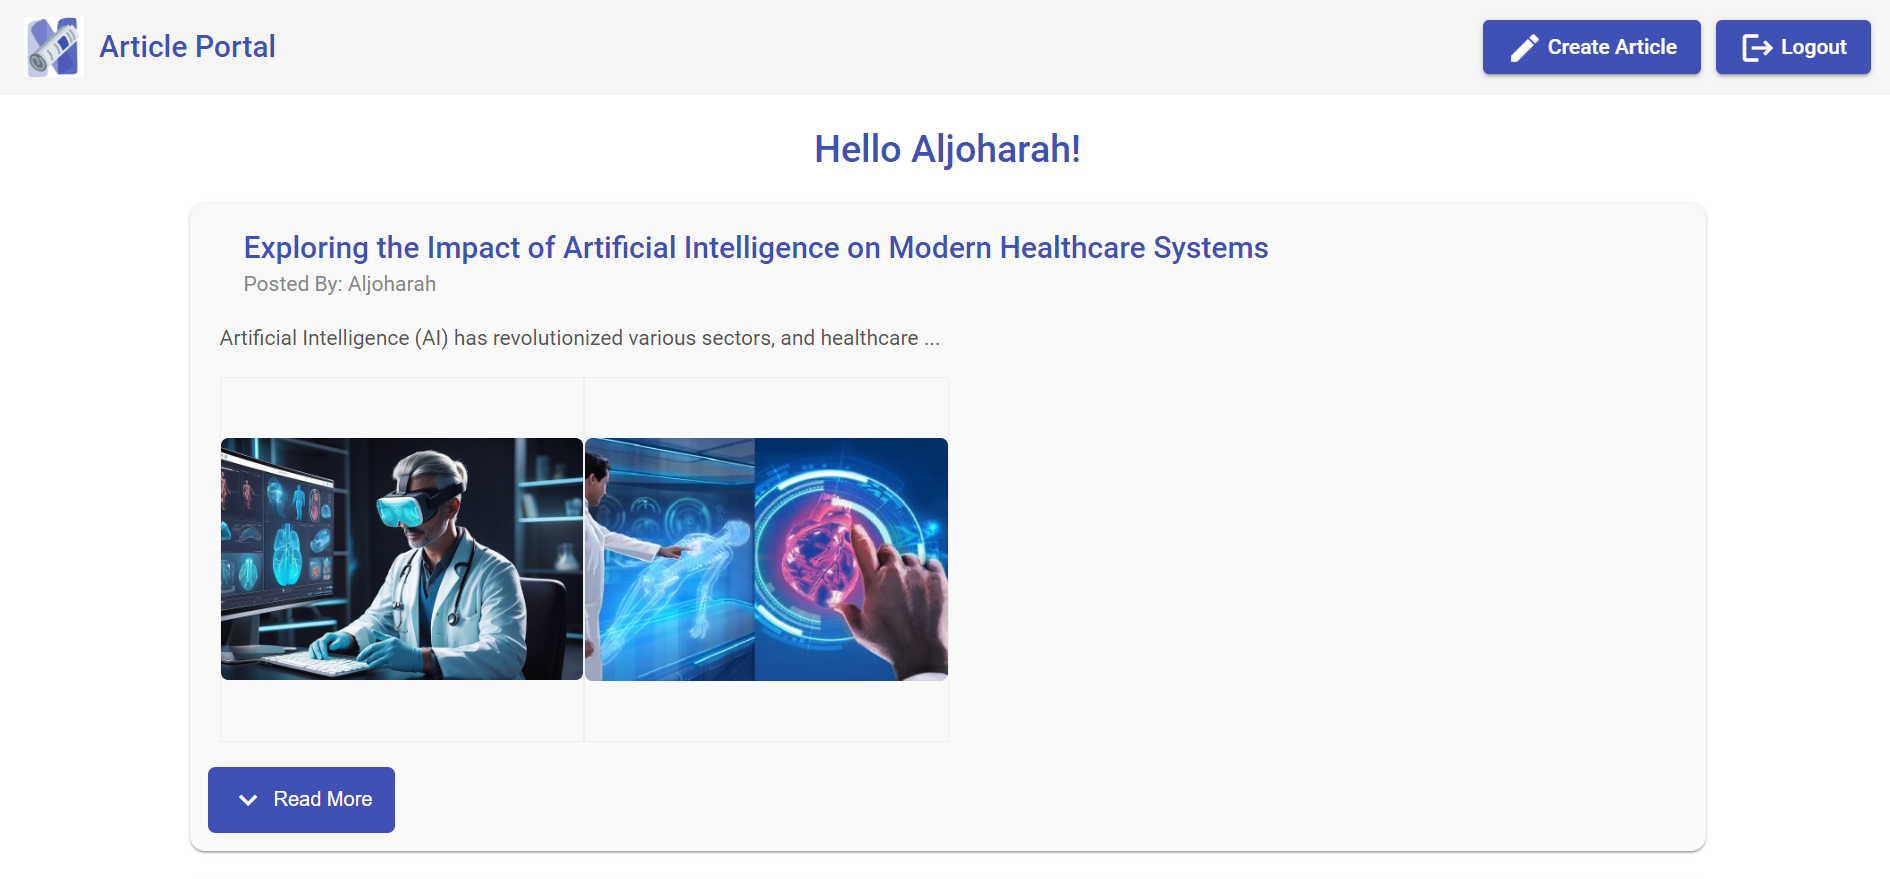 Article Portal
Create Article
Logout
Hello Aljoharah!
Exploring the Impact of Artificial Intelligence on Modern Healthcare Systems
Posted By: Aljoharah
Artificial Intelligence (AI) has revolutionized various sectors, and healthcare ...
Read More